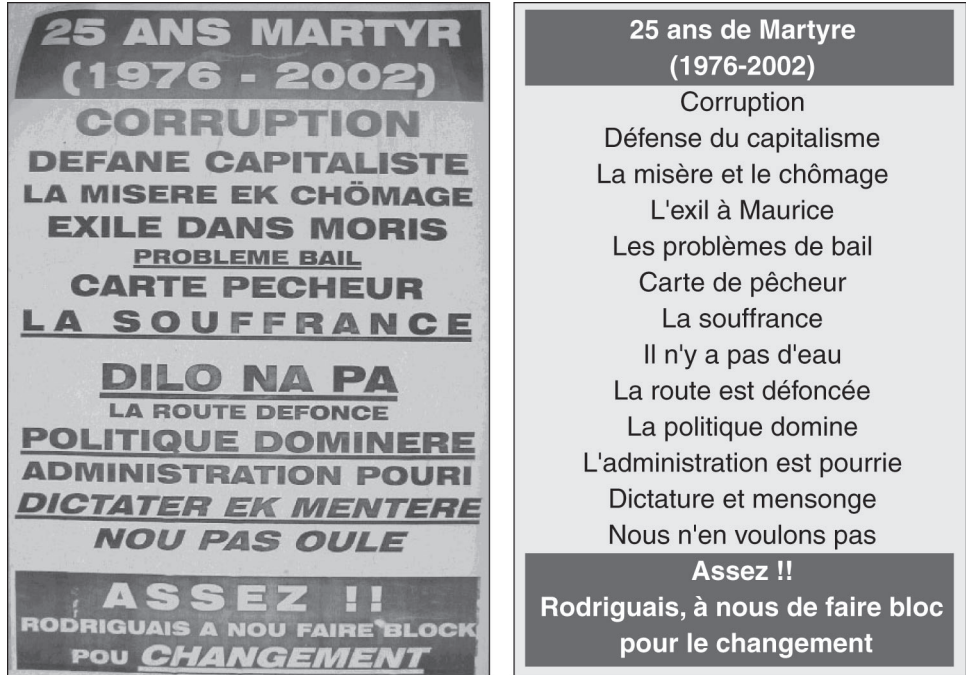 25 ANS MARTYR
(1976 - 2002)
CORRUPTION
DEFANE CAPITALISTE
LA MISERE EK CHÖMAGE
EXILE DANS MORIS
PROBLEME BAIL
CARTE PECHEUR
LA SOUFFRANCE
DILO NA PA
LA ROUTE DEFONCE
POLITIQUE DOMINERE
ADMINISTRATION POURI
DICTATER EK MENTERE
NOU PAS OULE
ASSEZ !!
RODRIGUAIS A NOU FAIRE BLOCK
POU CHANGEMENT
25 ans de Martyre
(1976-2002)
Corruption
Défense du capitalisme
La misère et le chômage
L'exil à Maurice
Les problèmes de bail
Carte de pêcheur
La souffrance
Il n'y a pas d'eau
La route est défoncée
La politique domine
L'administration est pourrie
Dictature et mensonge
Nous n'en voulons pas
Assez !!
Rodriguais, à nous de faire bloc
pour le changement